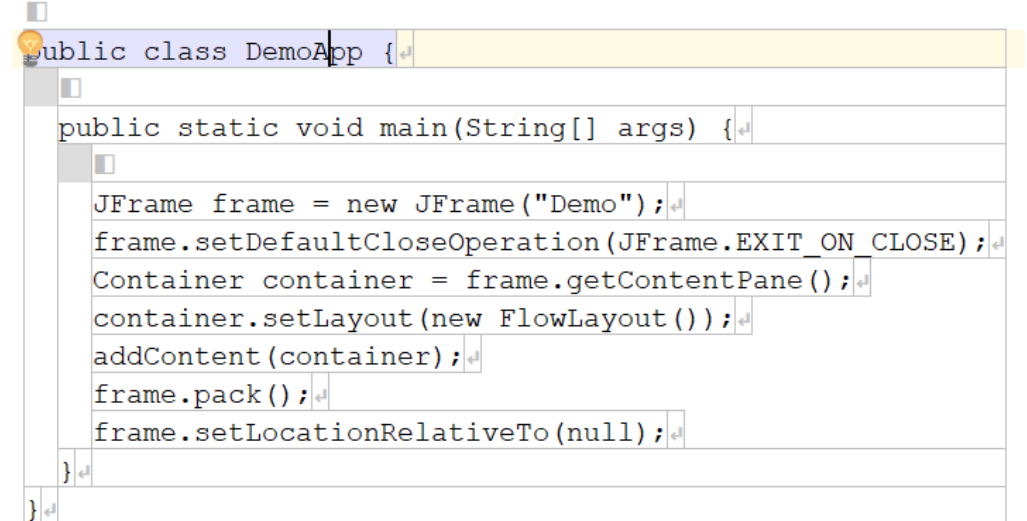 public class DemoApp {
public static void main(String[] args) {
JFrame frame = new JFrame("Demo");
frame.setDefaultCloseOperation(JFrame.EXIT_ON_CLOSE);
Container container = frame.getContentPane();
container.setLayout(new FlowLayout());
addContent(container);
frame.pack();
frame.setLocationRelativeTo(null);
}
}